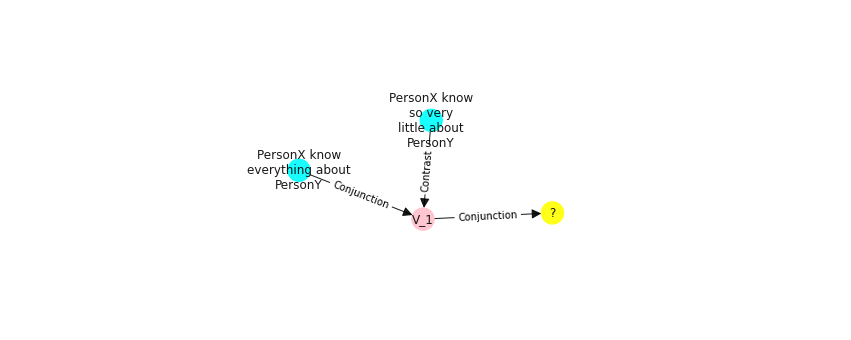 PersonX know
so very
little about
PersonY
Contrast
PersonX know
everything about
PersonY
Conjunction
V_1
Conjunction
?